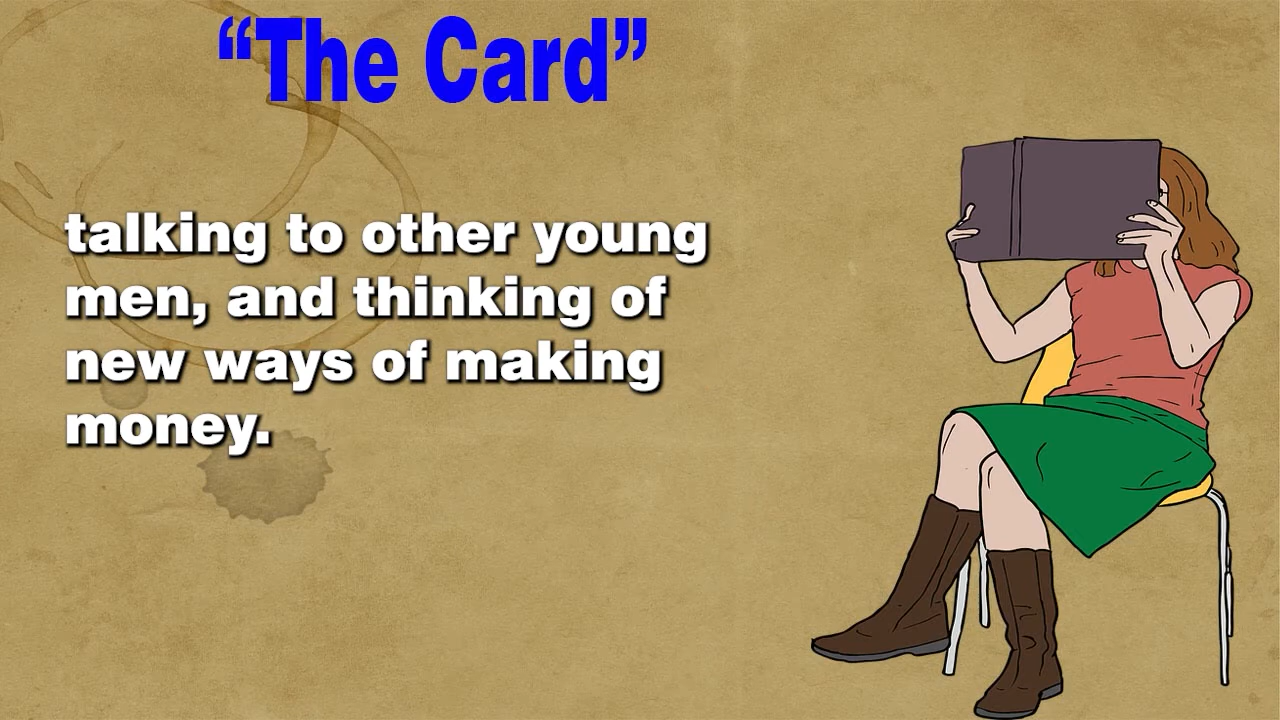 “The Card”
talking to other young
men, and thinking of
new ways of making
money.